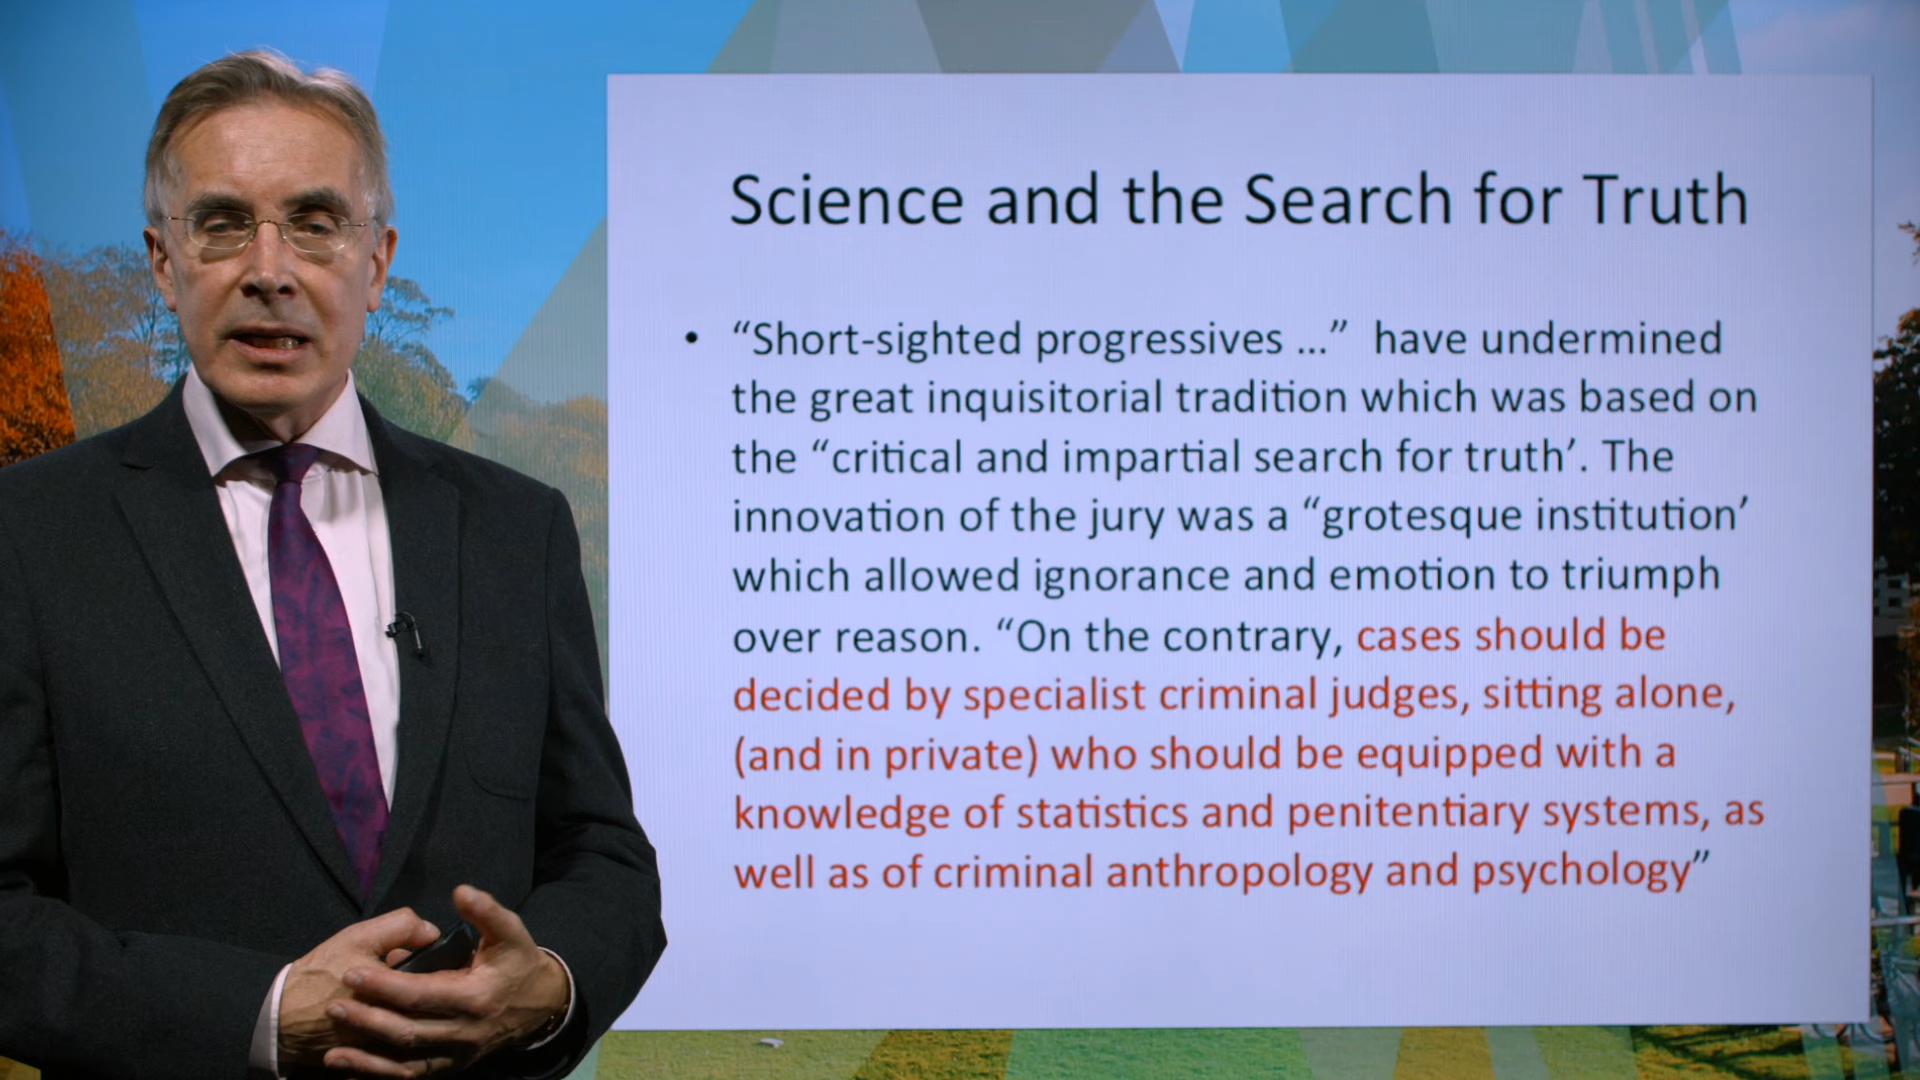 Science and the Search for Truth
• “Short-sighted progressives ...” have undermined
the great inquisitorial tradition which was based on
the “critical and impartial search for truth’. The
innovation of the jury was a “grotesque institution’
which allowed ignorance and emotion to triumph
over reason. “On the contrary, cases should be
decided by specialist criminal judges, sitting alone,
(and in private) who should be equipped with a
knowledge of statistics and penitentiary systems, as
well as of criminal anthropology and psychology”